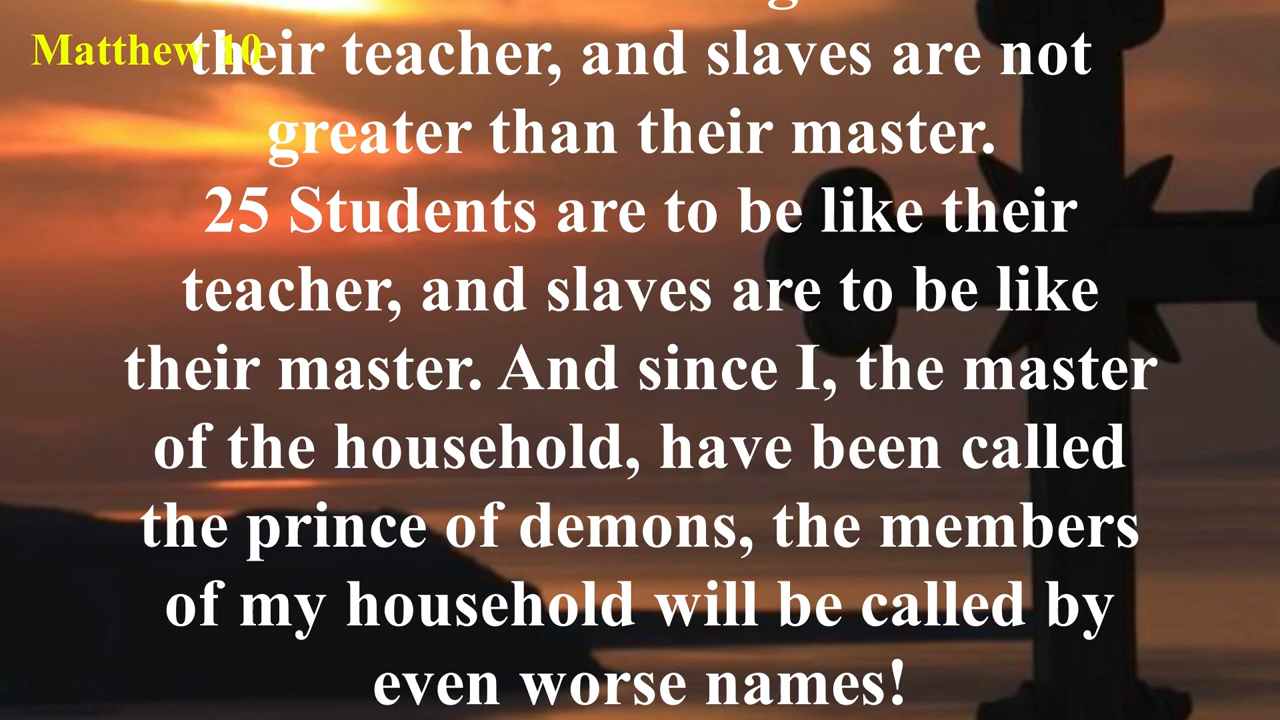 Matthew 10
their teacher, and slaves are not
greater than their master.
25 Students are to be like their
teacher, and slaves are to be like
their master. And since I, the master
of the household, have been called
the prince of demons, the members
of my household will be called by
even worse names!